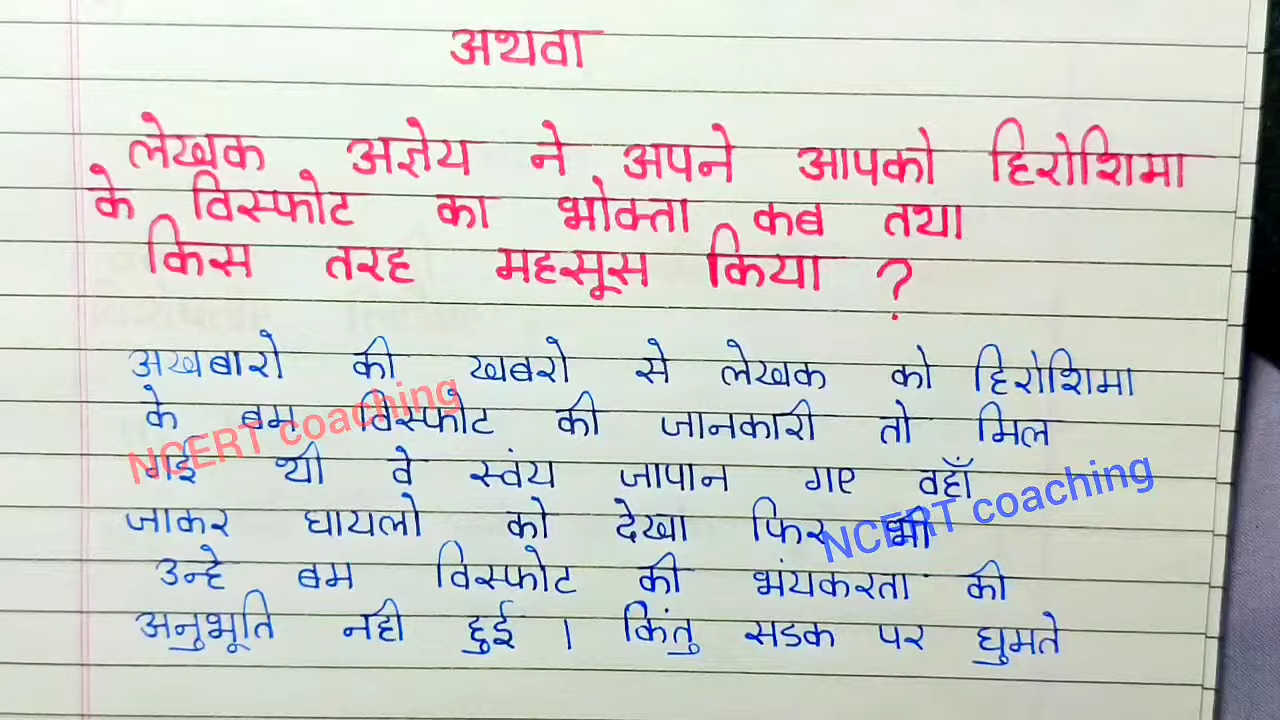 अथवा
लेखक अज्ञेय ने अपने आपको हिरोशिमा
के विस्फोट का भोक्ता कब तथा
किस तरह महसूस किया ?
अखबारो की खबरो से लेखक को हिरोशिमा
के बम विस्फोट की जानकारी तो मिल
गई थी वे स्वंय जापान गए वहाँ
जाकर घायलो को देखा फिर भी
उन्हे बम विस्फोट की भंयकरता की
अनुभूति नही हुई । किंतु सडक पर घुमते
NCERT coaching
NCERT coaching